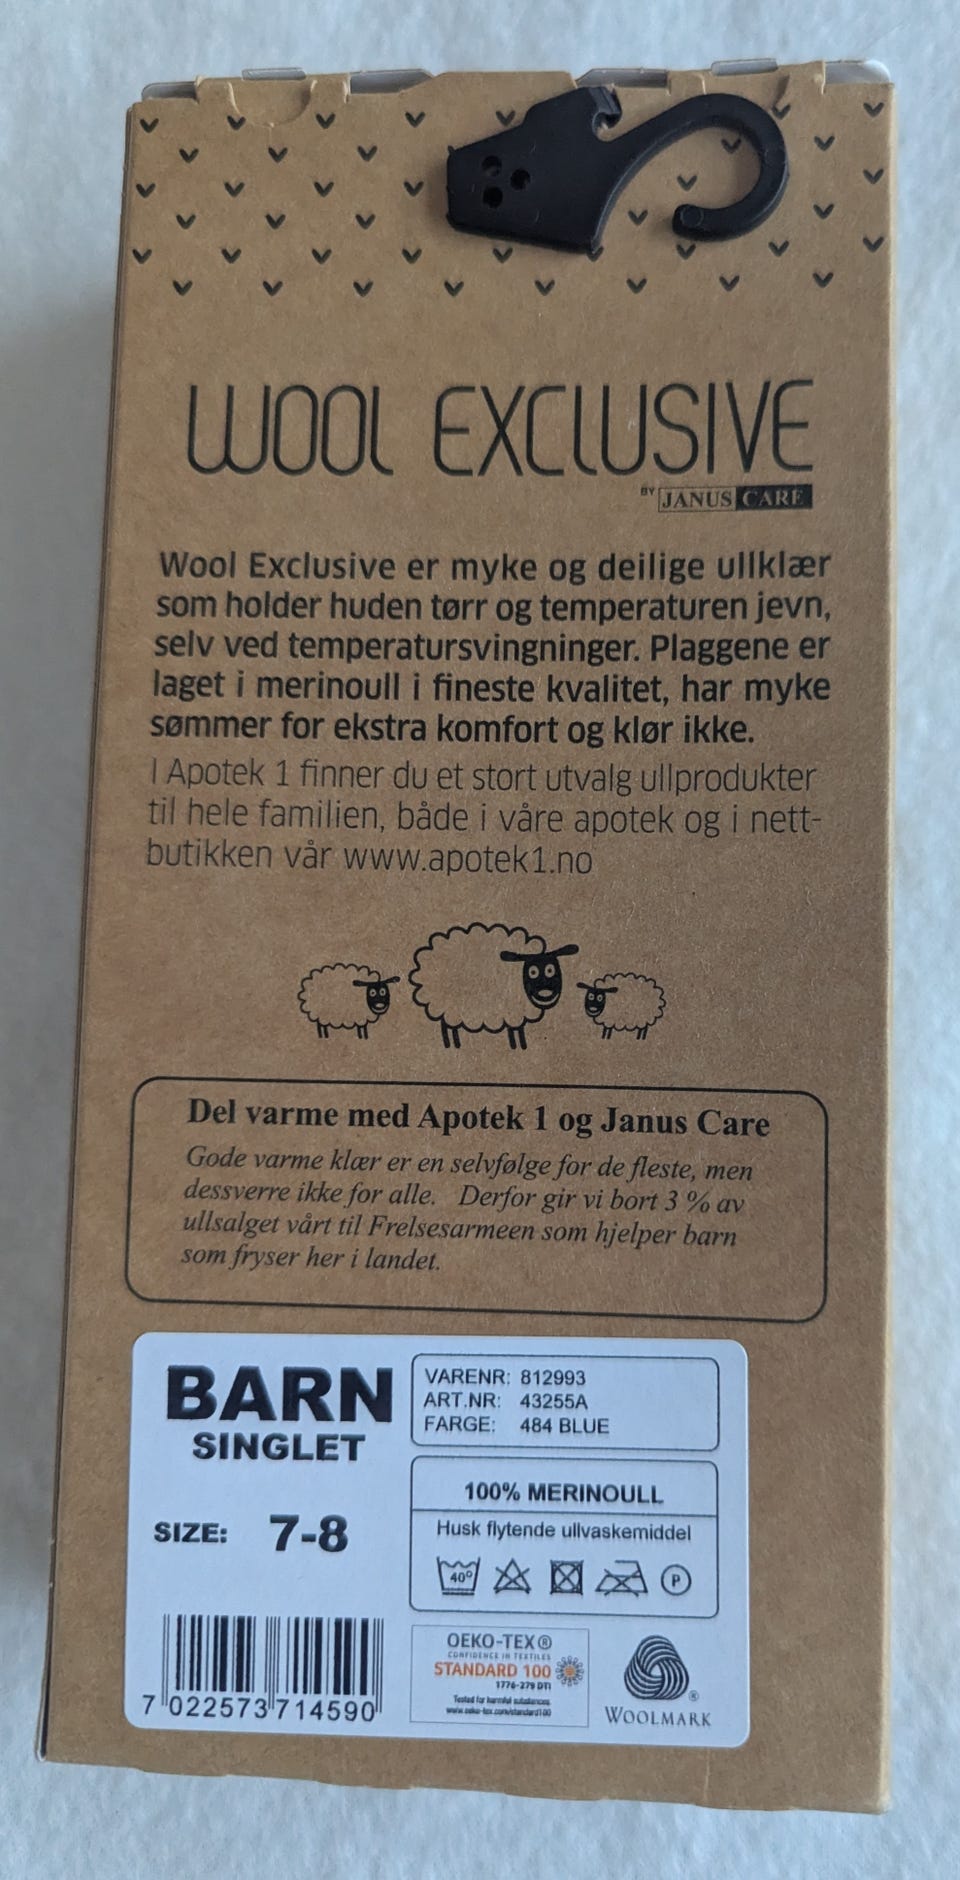 WOOL EXCLUSIVE
BY JANUS CARE
Wool Exclusive er myke og deilige ullklær
som holder huden tørr og temperaturen jevn,
selv ved temperatursvingninger. Plaggene er
laget i merinoull i fineste kvalitet, har myke
sømmer for ekstra komfort og klør ikke.
I Apotek 1 finner du et stort utvalg ullprodukter
til hele familien, både i våre apotek og i nett-
butikken vår www.apotek1.no
Del varme med Apotek 1 og Janus Care
Gode varme klær er en selvfølge for de fleste, men
dessverre ikke for alle. Derfor gir vi bort 3 % av
ullsalget vårt til Frelsesarmeen som hjelper barn
som fryser her i landet.
BARN
SINGLET
SIZE: 7-8
7 022573 714590
VARENR: 812993
ART.NR: 43255A
FARGE: 484 BLUE
100% MERINOULL
Husk flytende ullvaskemiddel
40°
P
OEKO-TEX®
CONFIDENCE IN TEXTILES
STANDARD 100
1776-279 DTI
Tested for harmful substances
www.oeko-tex.com/standard100
®
WOOLMARK